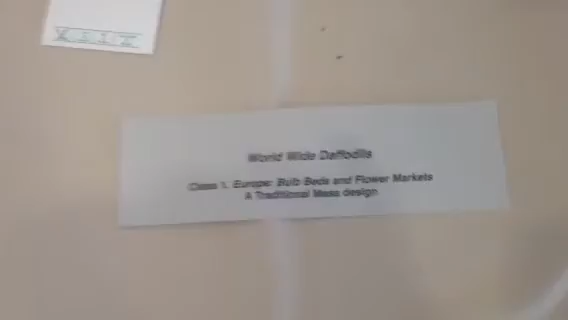 World Wide Daffodils
Class 1. Europe: Bulb Beds and Flower Markets
A Traditional Mass design